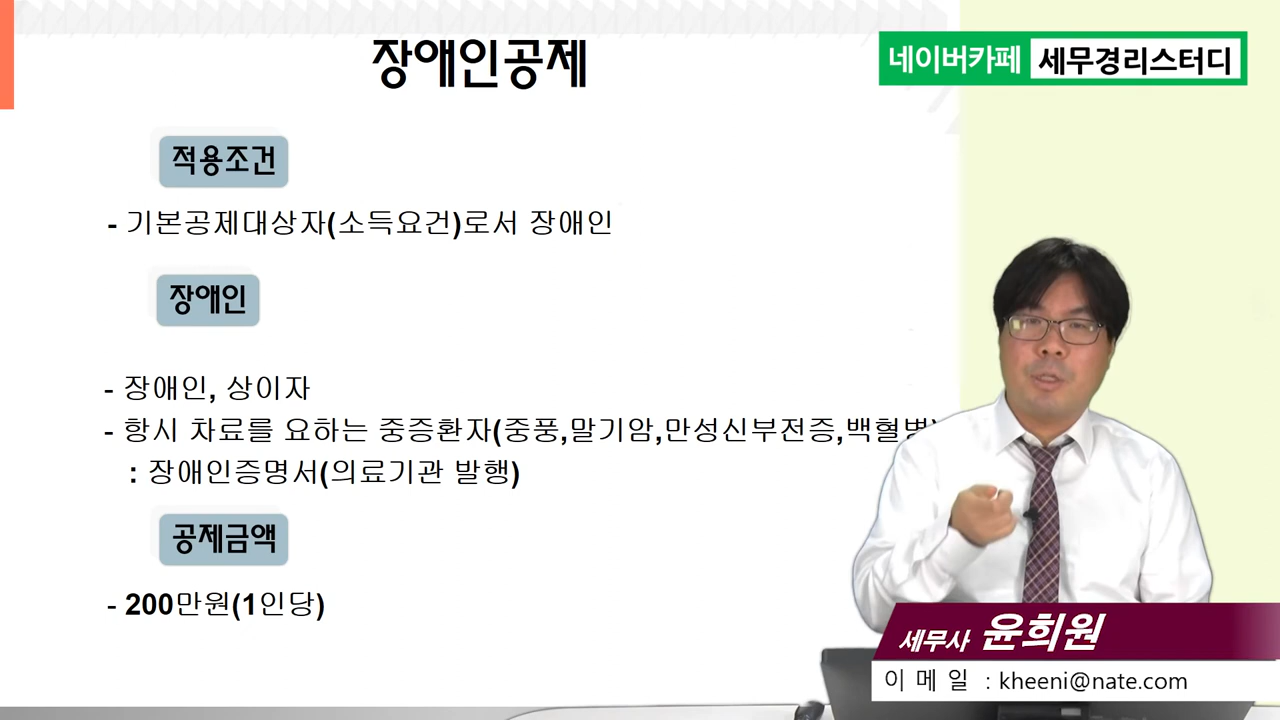 장애인공제
네이버카페 세무경리스터디
적용조건
- 기본공제대상자(소득요건)로서 장애인
장애인
- 장애인, 상이자
- 항시 차료를 요하는 중증환자(중풍,말기암,만성신부전증,백혈병)
: 장애인증명서(의료기관 발행)
공제금액
- 200만원(1인당)
세무사 윤희원
이 메 일 : kheeni@nate.com